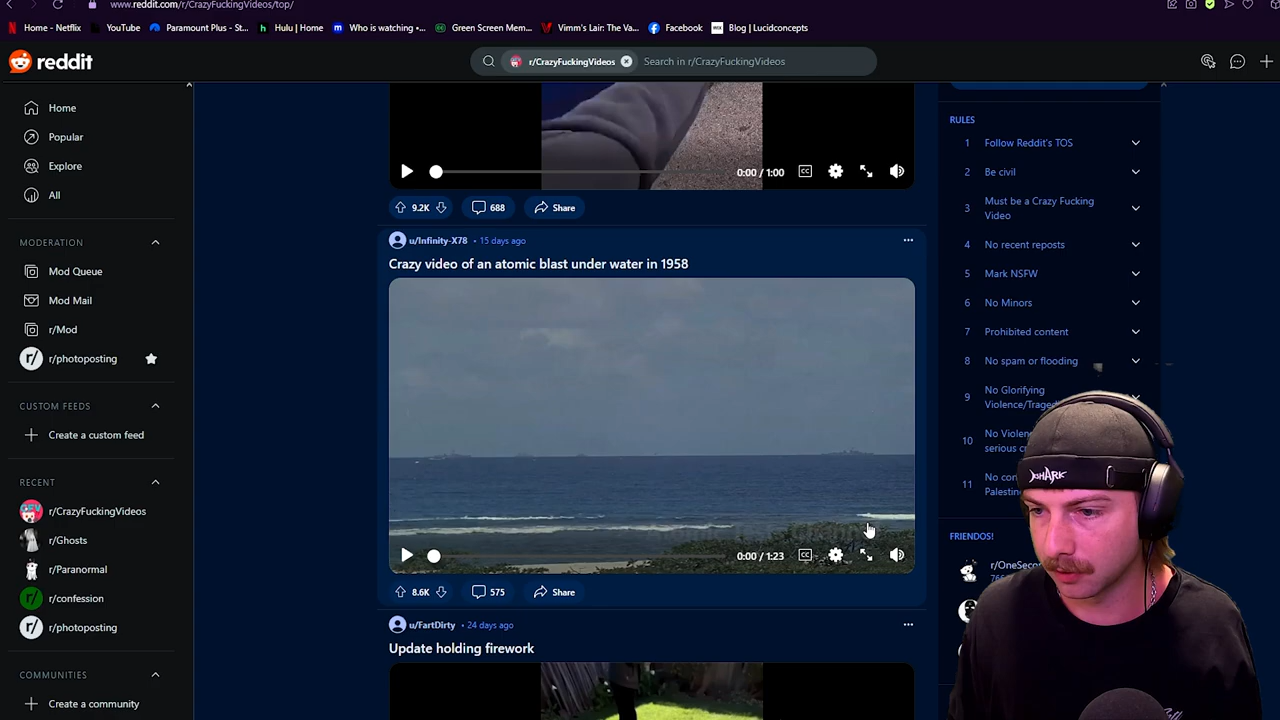 www.reddit.com/r/CrazyFuckingVideos/top/
Home - Netflix
YouTube
Paramount Plus - St...
Hulu | Home
Who is watching •...
Green Screen Mem...
Vimm's Lair: The Va...
Facebook
Blog | Lucidconcepts
reddit
r/CrazyFuckingVideos
Search in r/CrazyFuckingVideos
Home
Popular
Explore
All
MODERATION
Mod Queue
Mod Mail
r/Mod
r/photoposting
CUSTOM FEEDS
Create a custom feed
RECENT
r/CrazyFuckingVideos
r/Ghosts
r/Paranormal
r/confession
r/photoposting
COMMUNITIES
Create a community
0:00 / 1:00
9.2K
688
Share
u/Infinity-X78 • 15 days ago
Crazy video of an atomic blast under water in 1958
0:00 / 1:23
8.6K
575
Share
u/FartDirty • 24 days ago
Update holding firework
RULES
1 Follow Reddit's TOS
2 Be civil
3 Must be a Crazy Fucking
Video
4 No recent reposts
5 Mark NSFW
6 No Minors
7 Prohibited content
8 No spam or flooding
9 No Glorifying
10 No
11 No
FRIENDS!